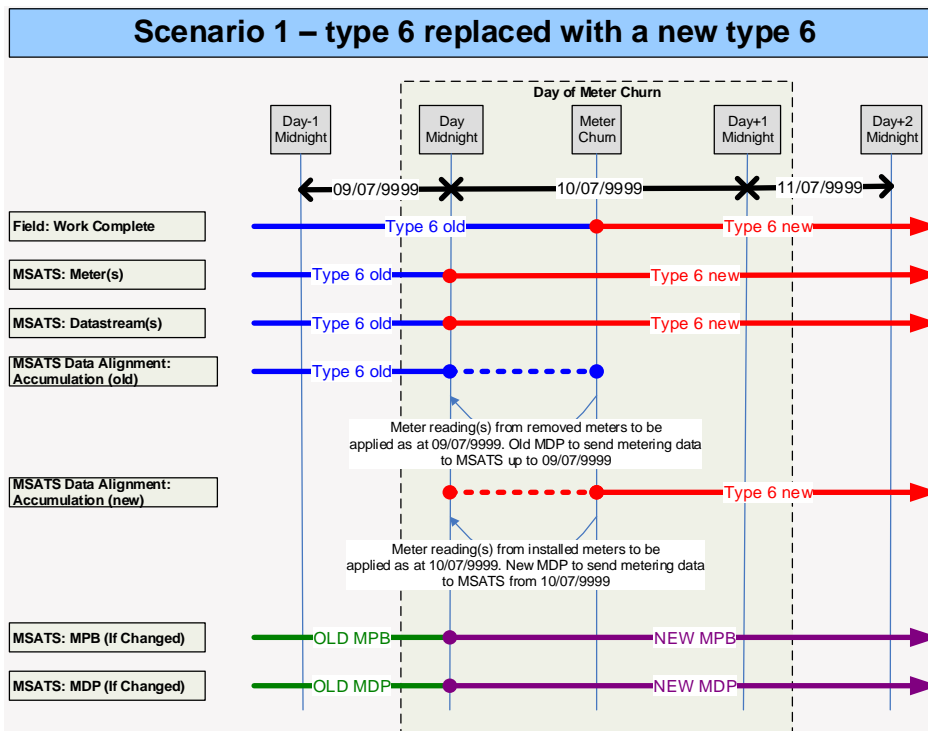 Scenario 1 – type 6 replaced with a new type 6
Day of Meter Churn
Day-1
Midnight
Day
Midnight
Meter
Churn
Day+1
Midnight
Day+2
Midnight
09/07/9999
10/07/9999
11/07/9999
Field: Work Complete
Type 6 old
Type 6 new
MSATS: Meter(s)
Type 6 old
Type 6 new
MSATS: Datastream(s)
Type 6 old
Type 6 new
MSATS Data Alignment:
Accumulation (old)
Type 6 old
Meter reading(s) from removed meters to be
applied as at 09/07/9999. Old MDP to send metering data
to MSATS up to 09/07/9999
MSATS Data Alignment:
Accumulation (new)
Type 6 new
Meter reading(s) from installed meters to be
applied as at 10/07/9999. New MDP to send metering data
to MSATS from 10/07/9999
MSATS: MPB (If Changed)
OLD MPB
NEW MPB
MSATS: MDP (If Changed)
OLD MDP
NEW MDP